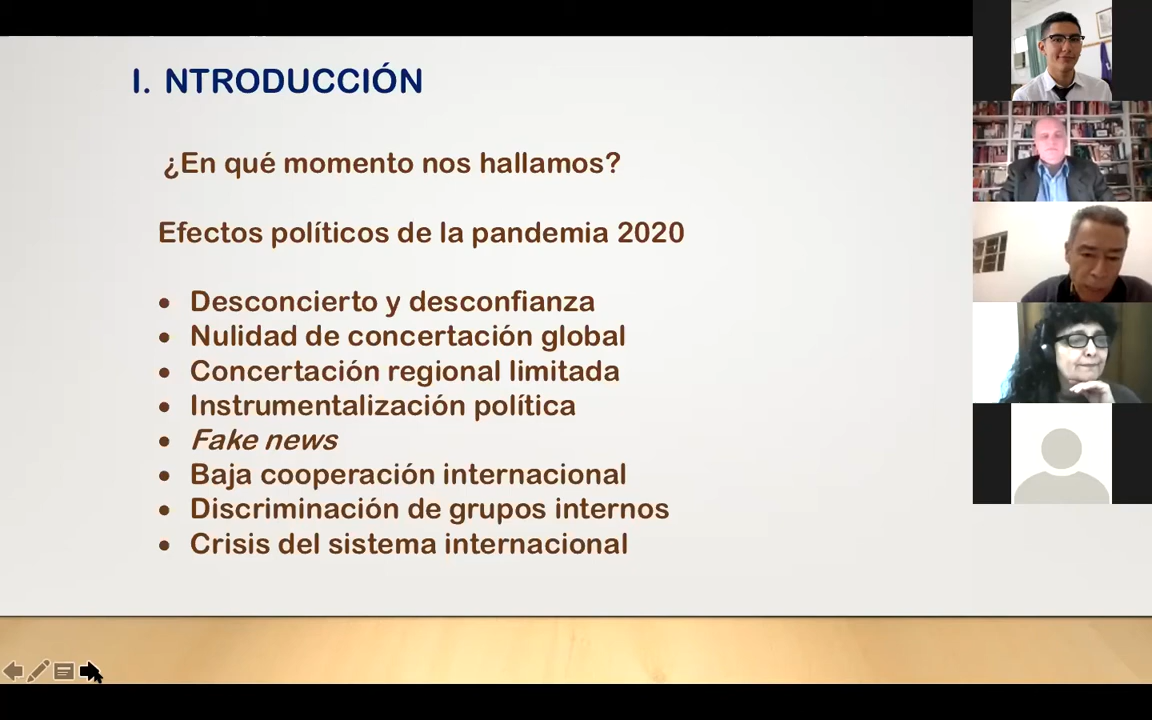 I. NTRODUCCIÓN
¿En qué momento nos hallamos?
Efectos políticos de la pandemia 2020
• Desconcierto y desconfianza
• Nulidad de concertación global
• Concertación regional limitada
• Instrumentalización política
• Fake news
• Baja cooperación internacional
• Discriminación de grupos internos
• Crisis del sistema internacional